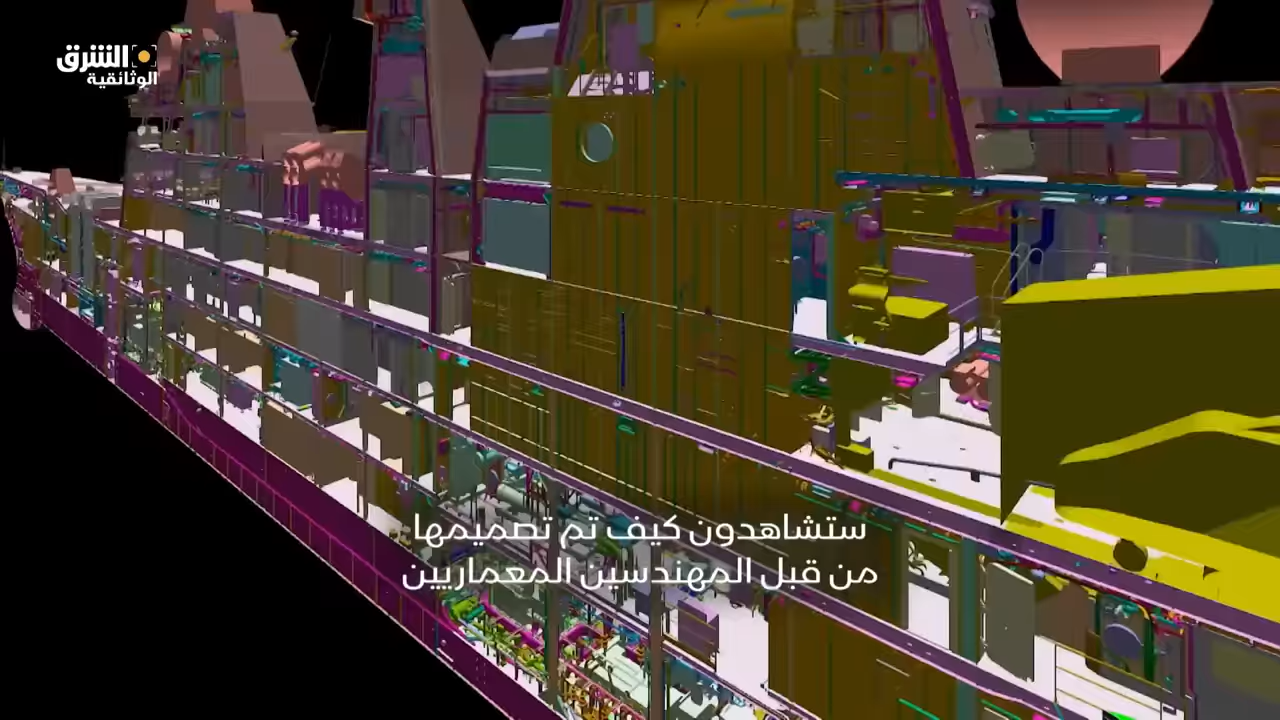 الشرق
الوثائقية
ستشاهدون كيف تم تصميمها
من قبل المهندسين المعماريين